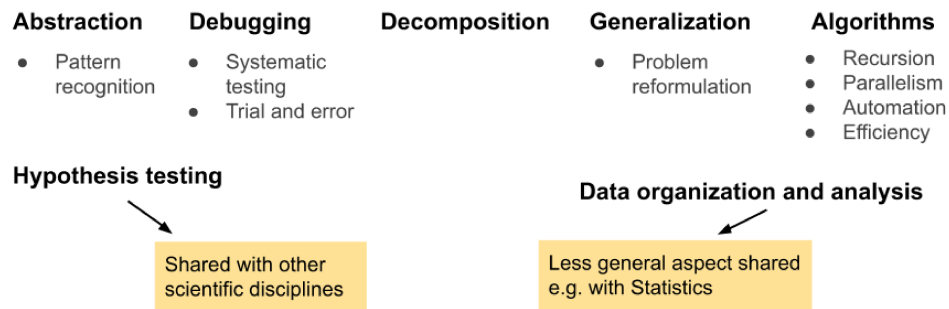 Abstraction
● Pattern
recognition
Debugging
● Systematic
testing
● Trial and error
Decomposition
Generalization
● Problem
reformulation
Algorithms
● Recursion
● Parallelism
● Automation
● Efficiency
Hypothesis testing
Shared with other
scientific disciplines
Data organization and analysis
Less general aspect shared
e.g. with Statistics